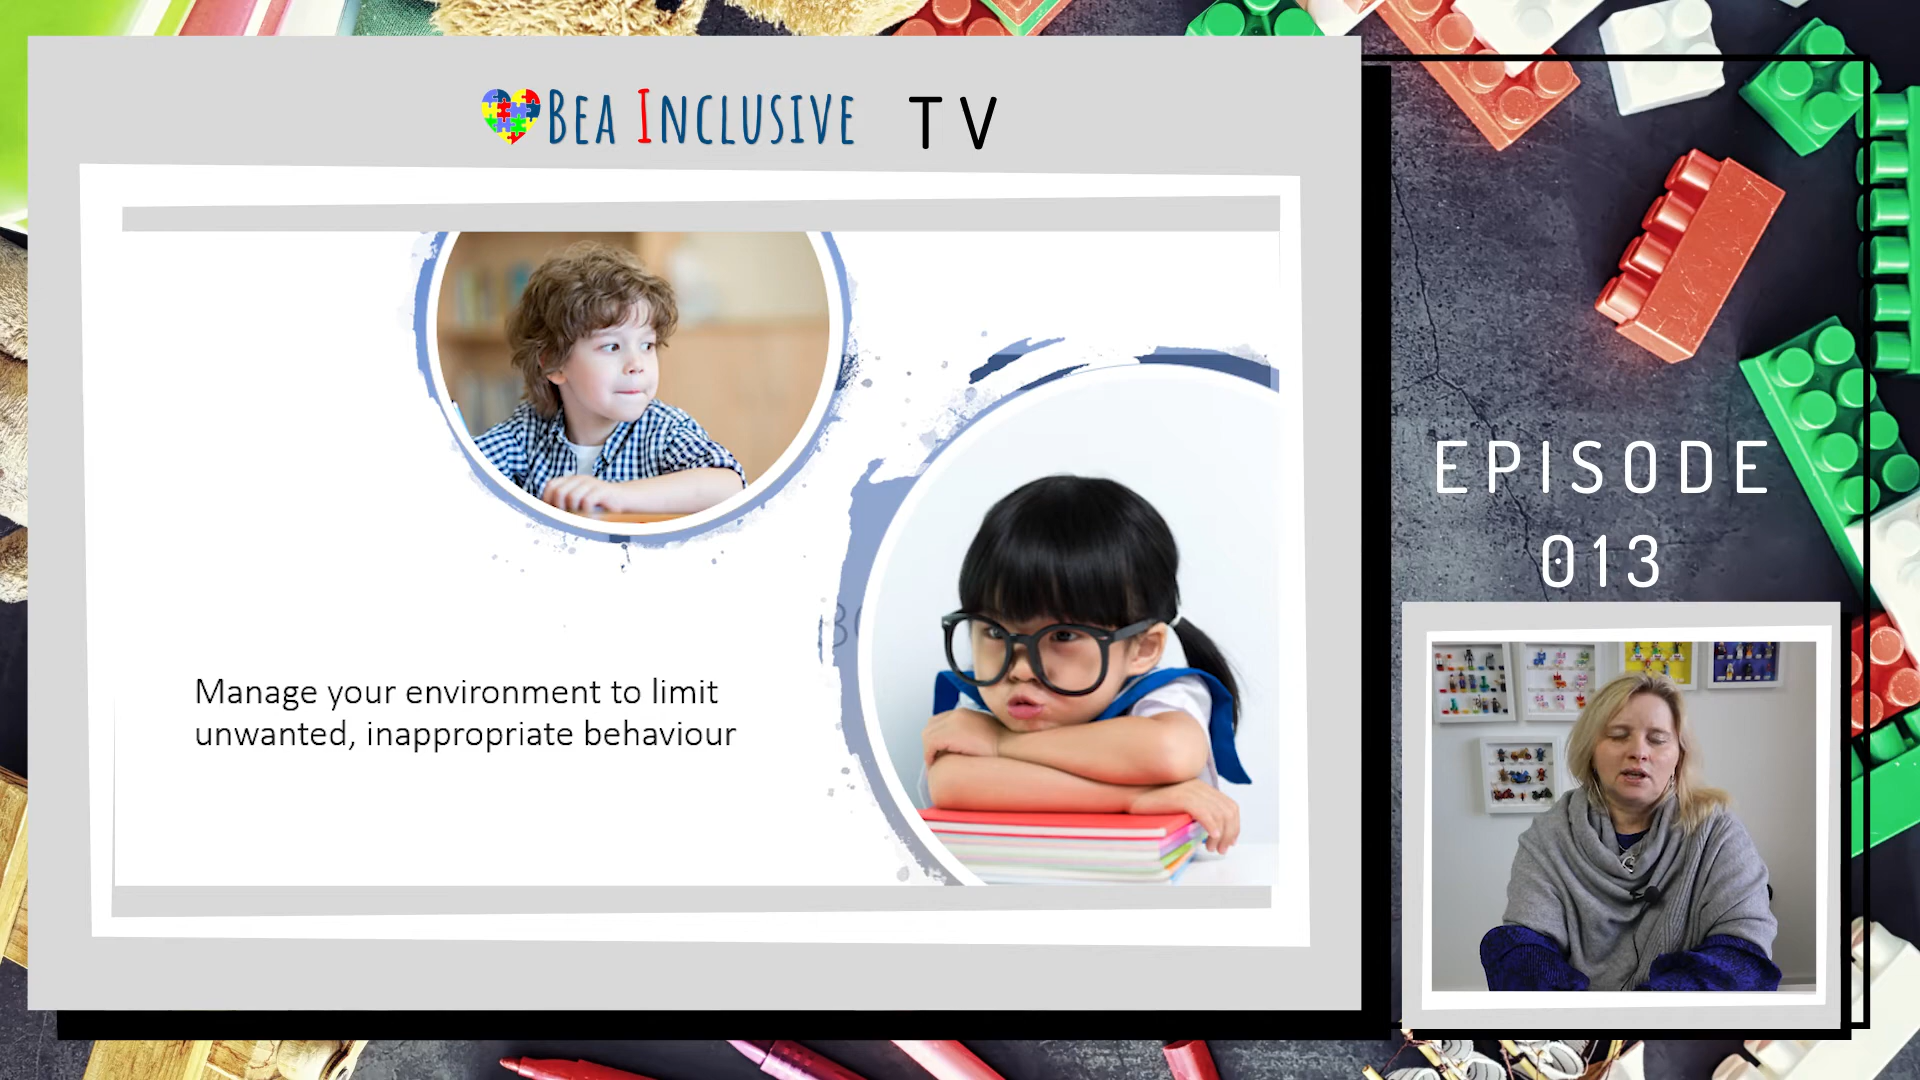 BEA INCLUSIVE TV
EPISODE
013
Manage your environment to limit
unwanted, inappropriate behaviour